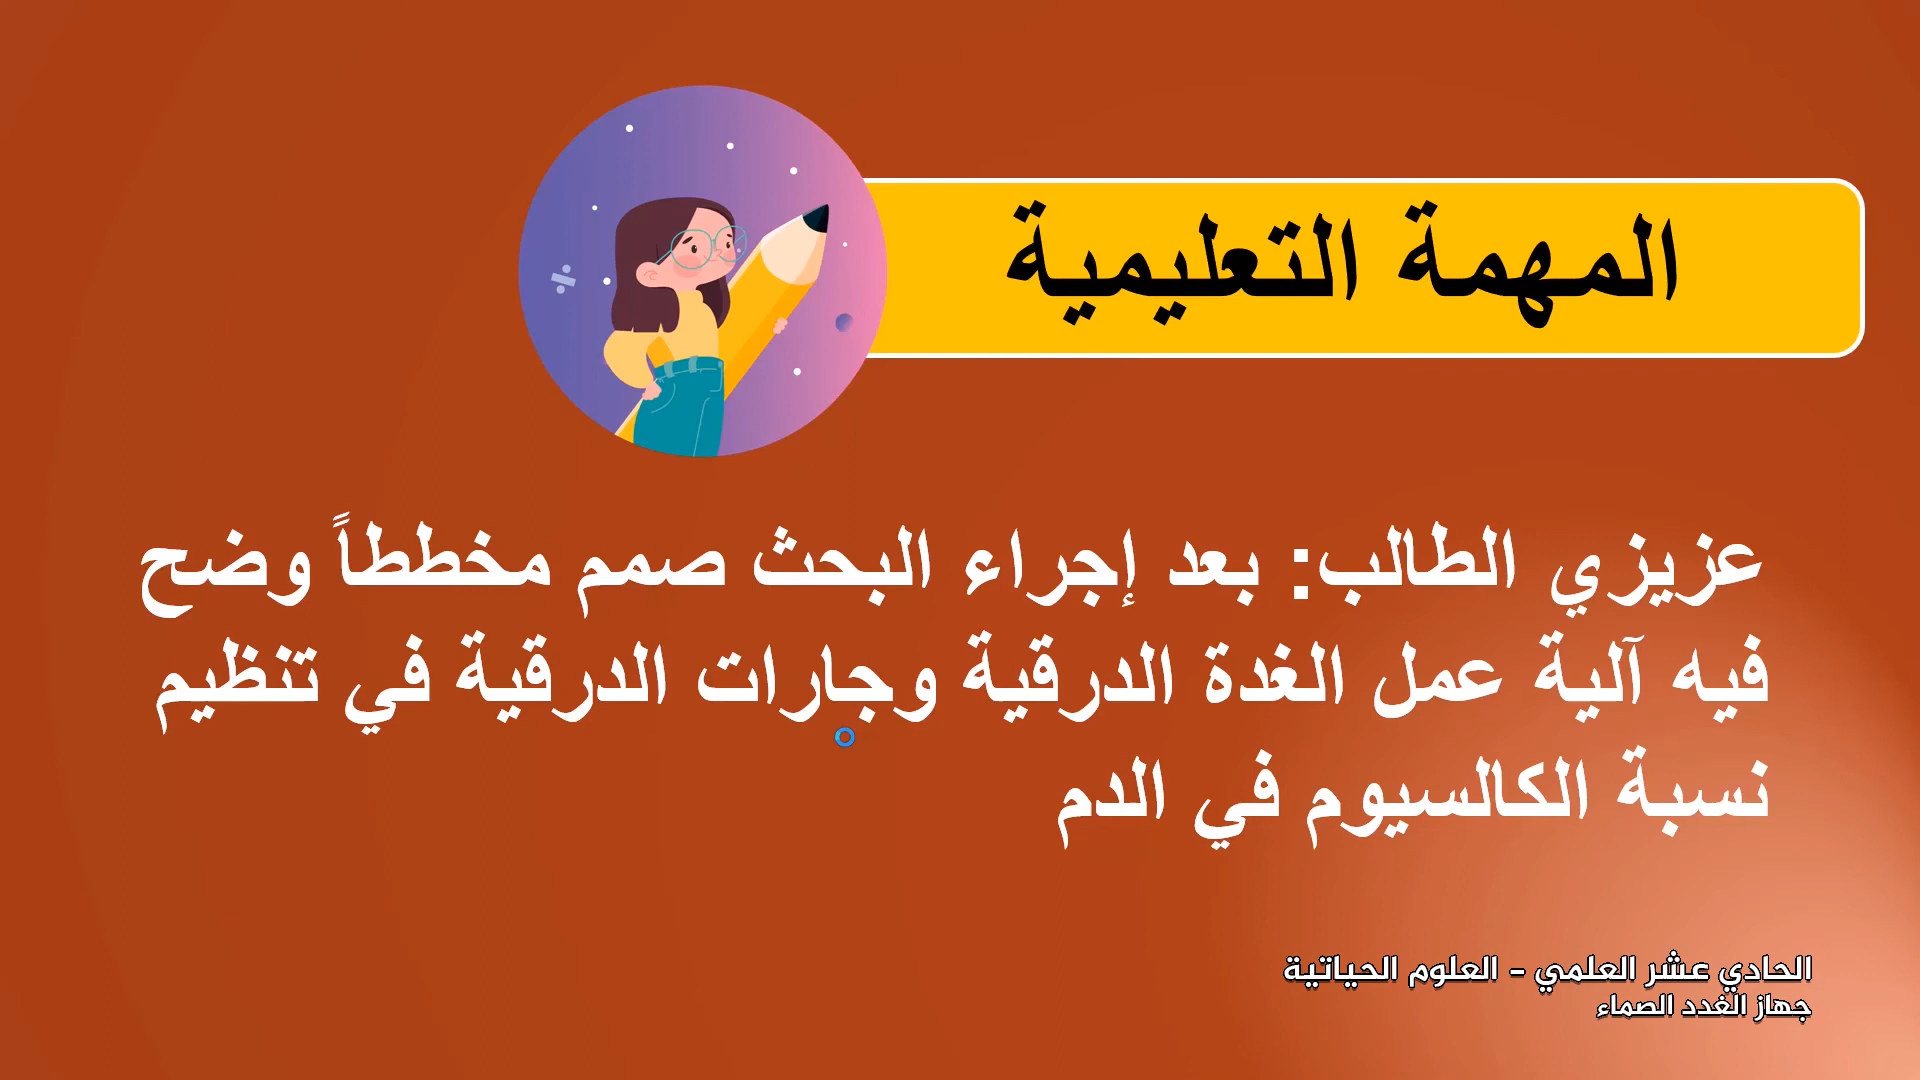 المهمة التعليمية
عزيزي الطالب: بعد إجراء البحث صمم مخططاً وضح
فيه آلية عمل الغدة الدرقية وجارات الدرقية في تنظيم
نسبة الكالسيوم في الدم
الحادي عشر العلمي - العلوم الحياتية
جهاز الغدد الصماء